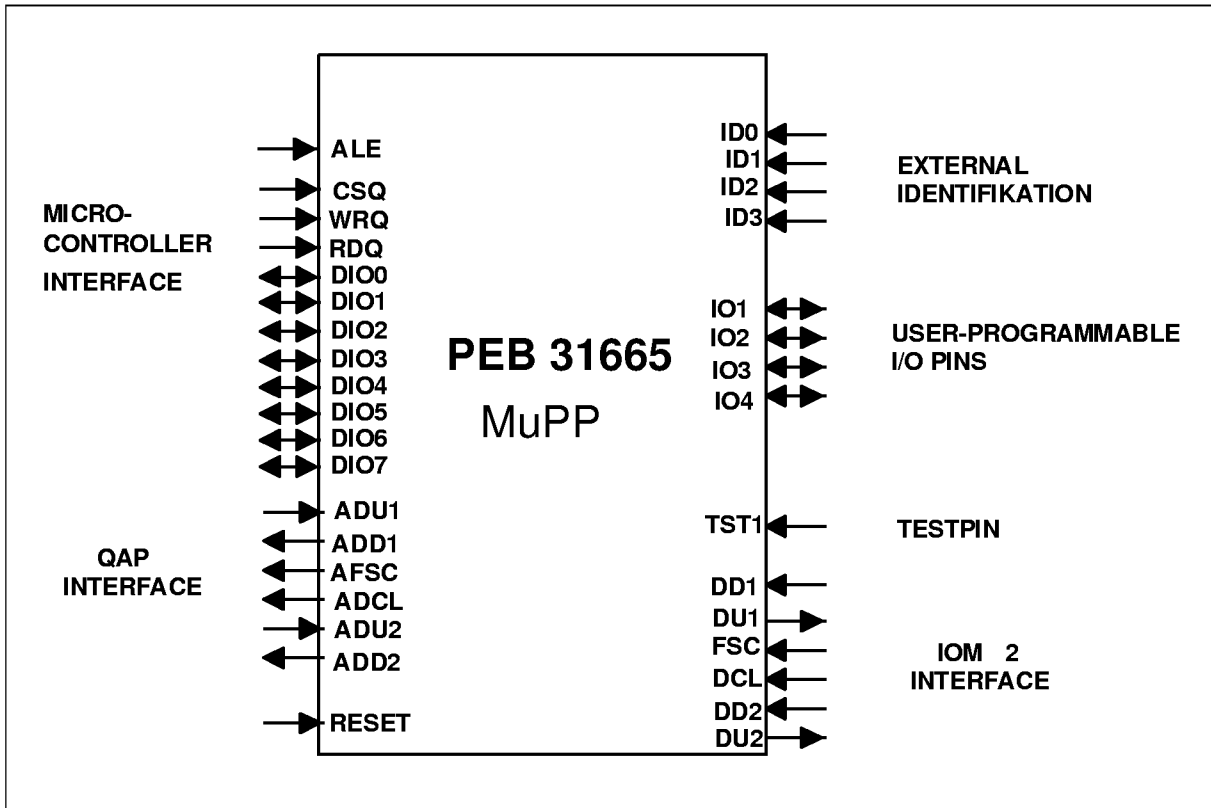 ALE
CSQ
WRQ
RDQ
DIO0
DIO1
DIO2
DIO3
DIO4
DIO5
DIO6
DIO7
MICRO-
CONTROLLER
INTERFACE
ADU1
ADD1
AFSC
ADCL
ADU2
ADD2
QAP
INTERFACE
RESET
PEB 31665
MuPP
ID0
ID1
ID2
ID3
EXTERNAL
IDENTIFIKATION
IO1
IO2
IO3
IO4
USER-PROGRAMMABLE
I/O PINS
TST1
TESTPIN
DD1
DU1
FSC
DCL
DD2
DU2
IOM 2
INTERFACE